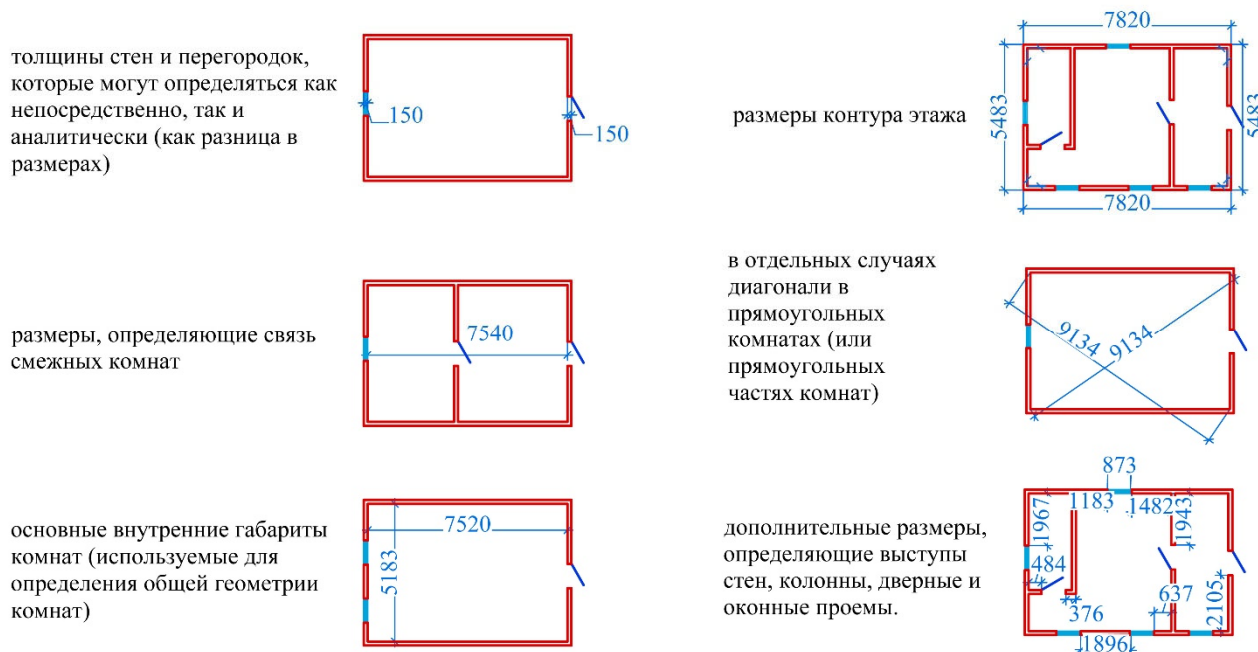 толщины стен и перегородок,
которые могут определяться как
непосредственно, так и
аналитически (как разница в
размерах)
150
150
размеры, определяющие связь
смежных комнат
7540
основные внутренние габариты
комнат (используемые для
определения общей геометрии
комнат)
7520
5183
размеры контура этажа
7820
5483
5483
7820
в отдельных случаях
диагонали в
прямоугольных
комнатах (или
прямоугольных
частях комнат)
9134
9134
дополнительные размеры,
определяющие выступы
стен, колонны, дверные и
оконные проемы.
873
1183
1482
1967
1943
484
376
637
2105
1896